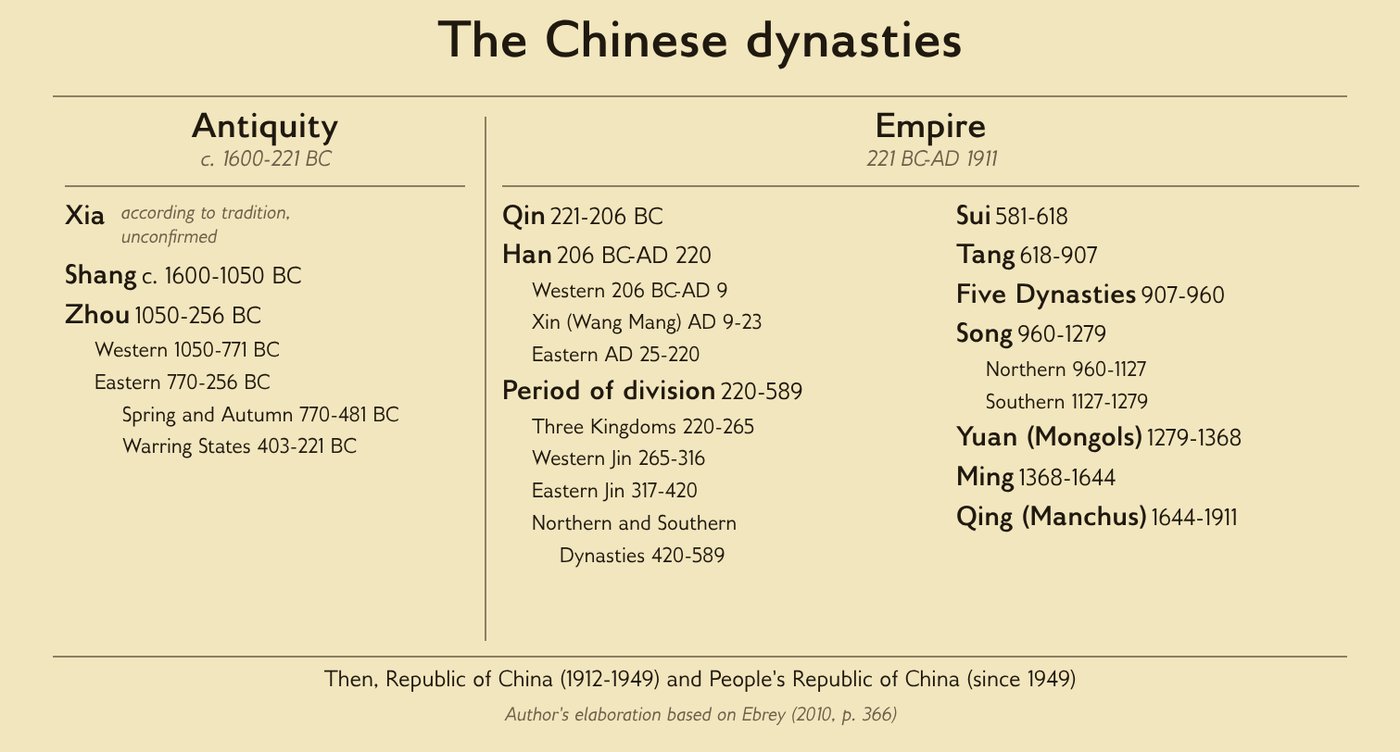 The Chinese dynasties
Antiquity
c. 1600-221 BC
Xia according to tradition,
unconfirmed
Shang c. 1600-1050 BC
Zhou 1050-256 BC
Western 1050-771 BC
Eastern 770-256 BC
Spring and Autumn 770-481 BC
Warring States 403-221 BC
Empire
221 BC-AD 1911
Qin 221-206 BC
Han 206 BC-AD 220
Western 206 BC-AD 9
Xin (Wang Mang) AD 9-23
Eastern AD 25-220
Period of division 220-589
Three Kingdoms 220-265
Western Jin 265-316
Eastern Jin 317-420
Northern and Southern
Dynasties 420-589
Sui 581-618
Tang 618-907
Five Dynasties 907-960
Song 960-1279
Northern 960-1127
Southern 1127-1279
Yuan (Mongols) 1279-1368
Ming 1368-1644
Qing (Manchus) 1644-1911
Then, Republic of China (1912-1949) and People's Republic of China (since 1949)
Author's elaboration based on Ebrey (2010, p. 366)